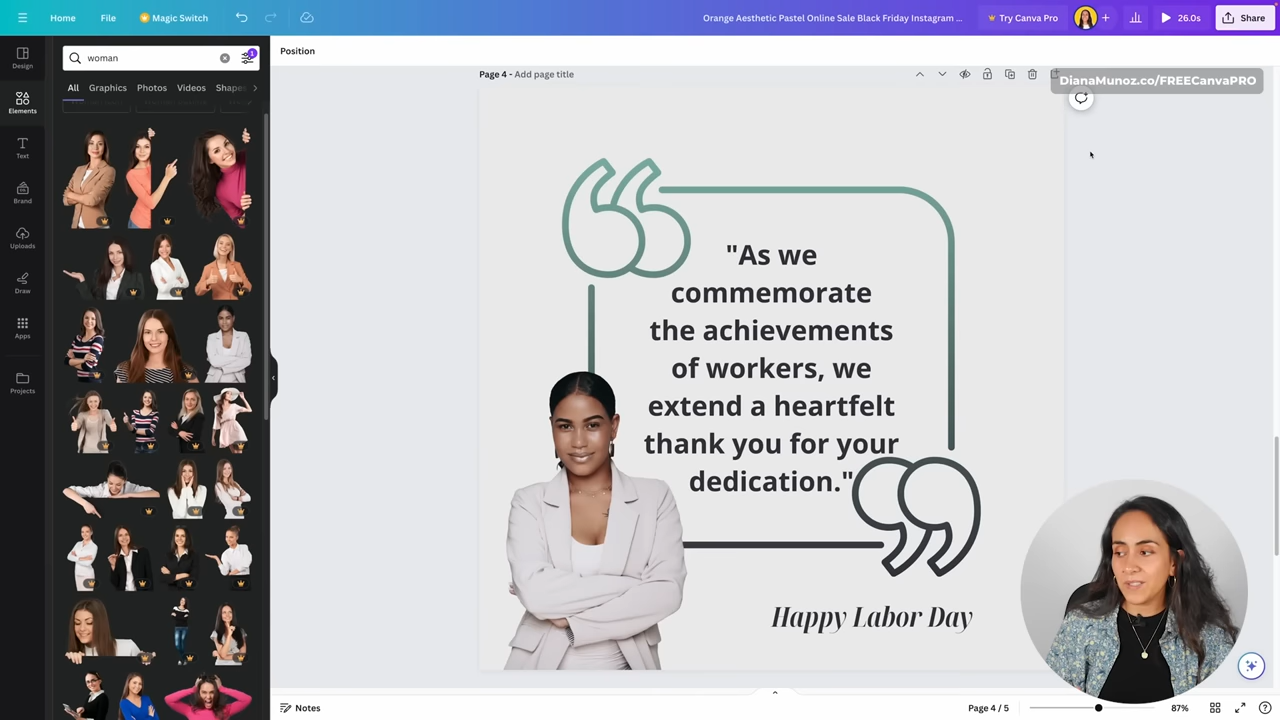 Home
File
Magic Switch
Orange Aesthetic Pastel Online Sale Black Friday Instagram ...
Try Canva Pro
26.0s
Share
Design
Elements
Text
Brand
Uploads
Draw
Apps
Projects
woman
1
All
Graphics
Photos
Videos
Shapes
Position
Page 4 - Add page title
DianaMunoz.co/FREECanvaPRO
"As we
commemorate
the achievements
of workers, we
extend a heartfelt
thank you for your
dedication."
Happy Labor Day
Notes
Page 4 / 5
87%